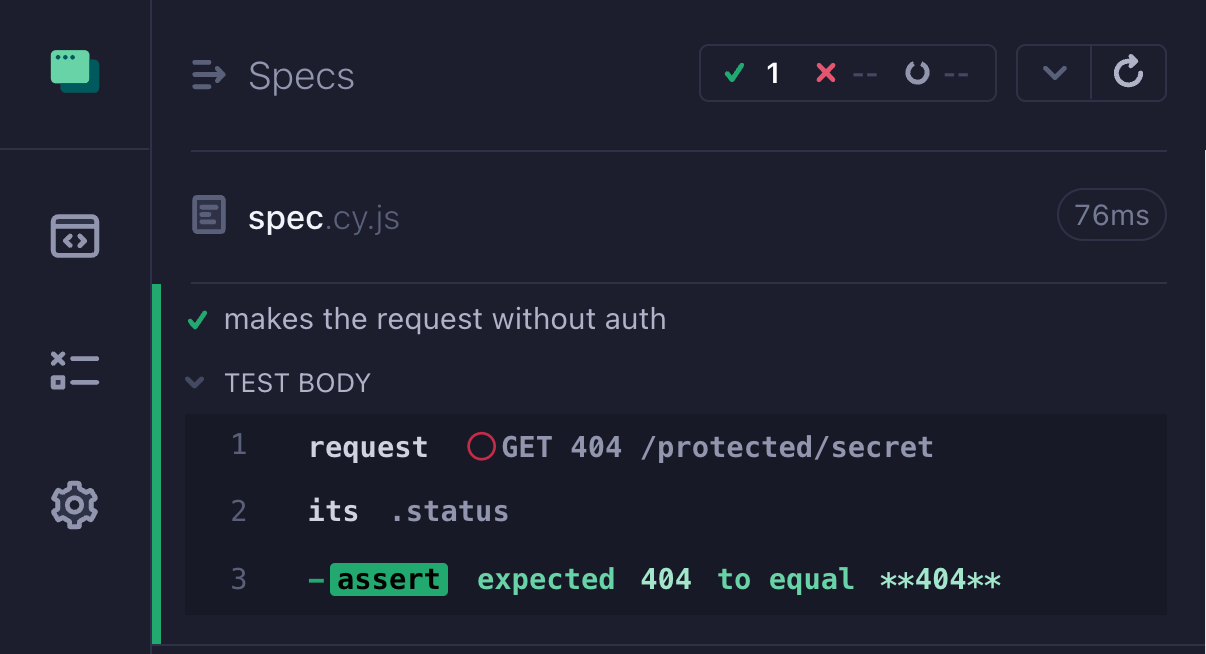 Specs 1 -- --
spec.cy.js 76ms
makes the request without auth
TEST BODY
1 request GET 404 /protected/secret
2 its .status
3 -assert expected 404 to equal **404**